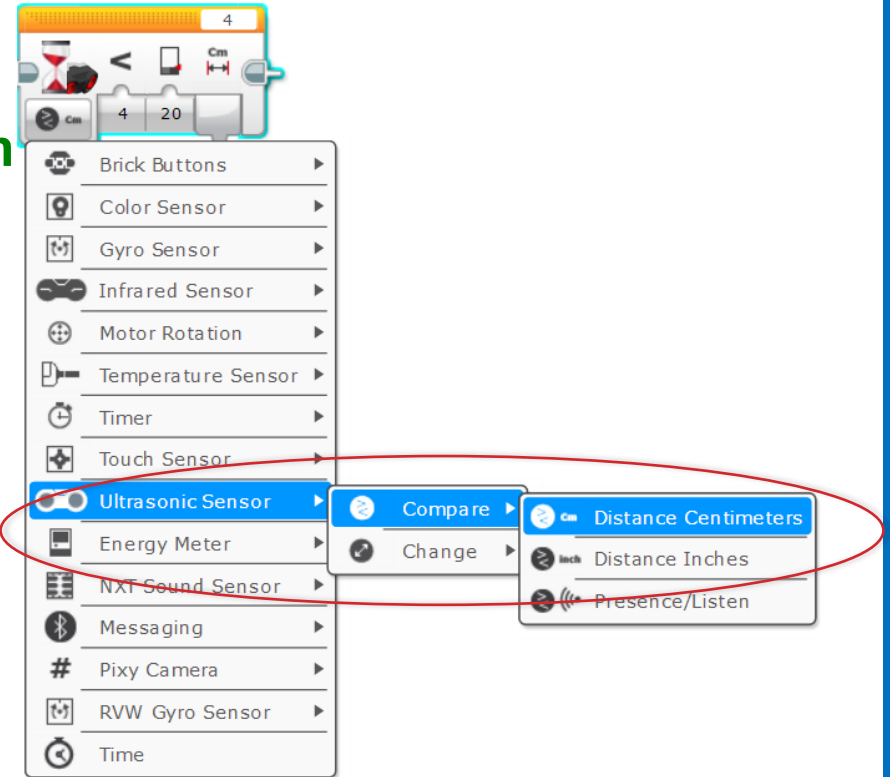 4
<
Cm
Cm
4
20
n
Brick Buttons
Color Sensor
Gyro Sensor
Infrared Sensor
Motor Rotation
Temperature Sensor
Timer
Touch Sensor
Ultrasonic Sensor
Compare
Cm Distance Centimeters
Energy Meter
Change
inch Distance Inches
NXT Sound Sensor
Presence/Listen
Messaging
# Pixy Camera
RVW Gyro Sensor
Time